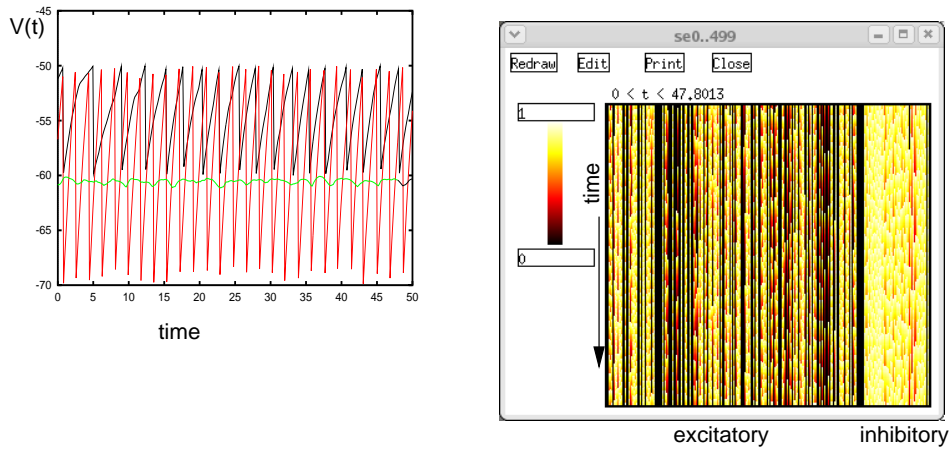 V(t)
-45
-50
-55
-60
-65
-70
0 5 10 15 20 25 30 35 40 45 50
time
se0..499
Redraw Edit Print Close
0 < t < 47.8013
1
0
time
excitatory inhibitory